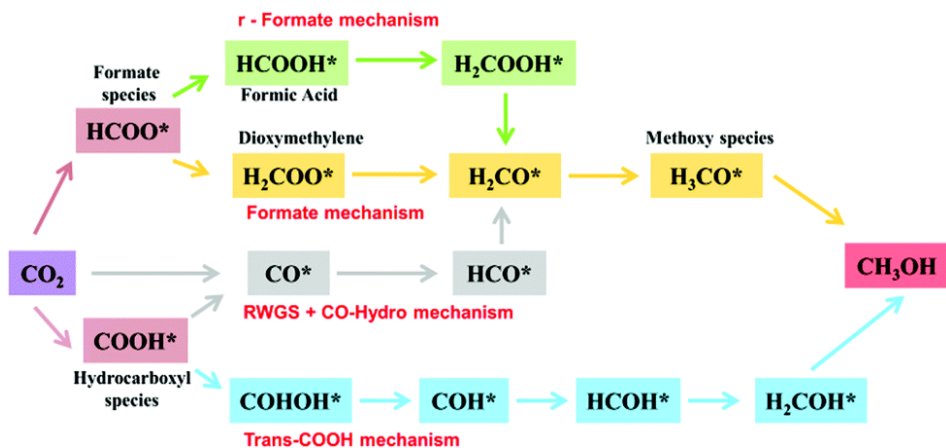 r - Formate mechanism
Formate
species
HCOOH*
H₂COOH*
Formic Acid
HCOO*
Dioxymethylene
Methoxy species
H₂COO*
H₂CO*
H₃CO*
Formate mechanism
CO₂
CO*
HCO*
CH₃OH
RWGS + CO-Hydro mechanism
COOH*
Hydrocarboxyl
species
COHOH*
COH*
HCOH*
H₂COH*
Trans-COOH mechanism